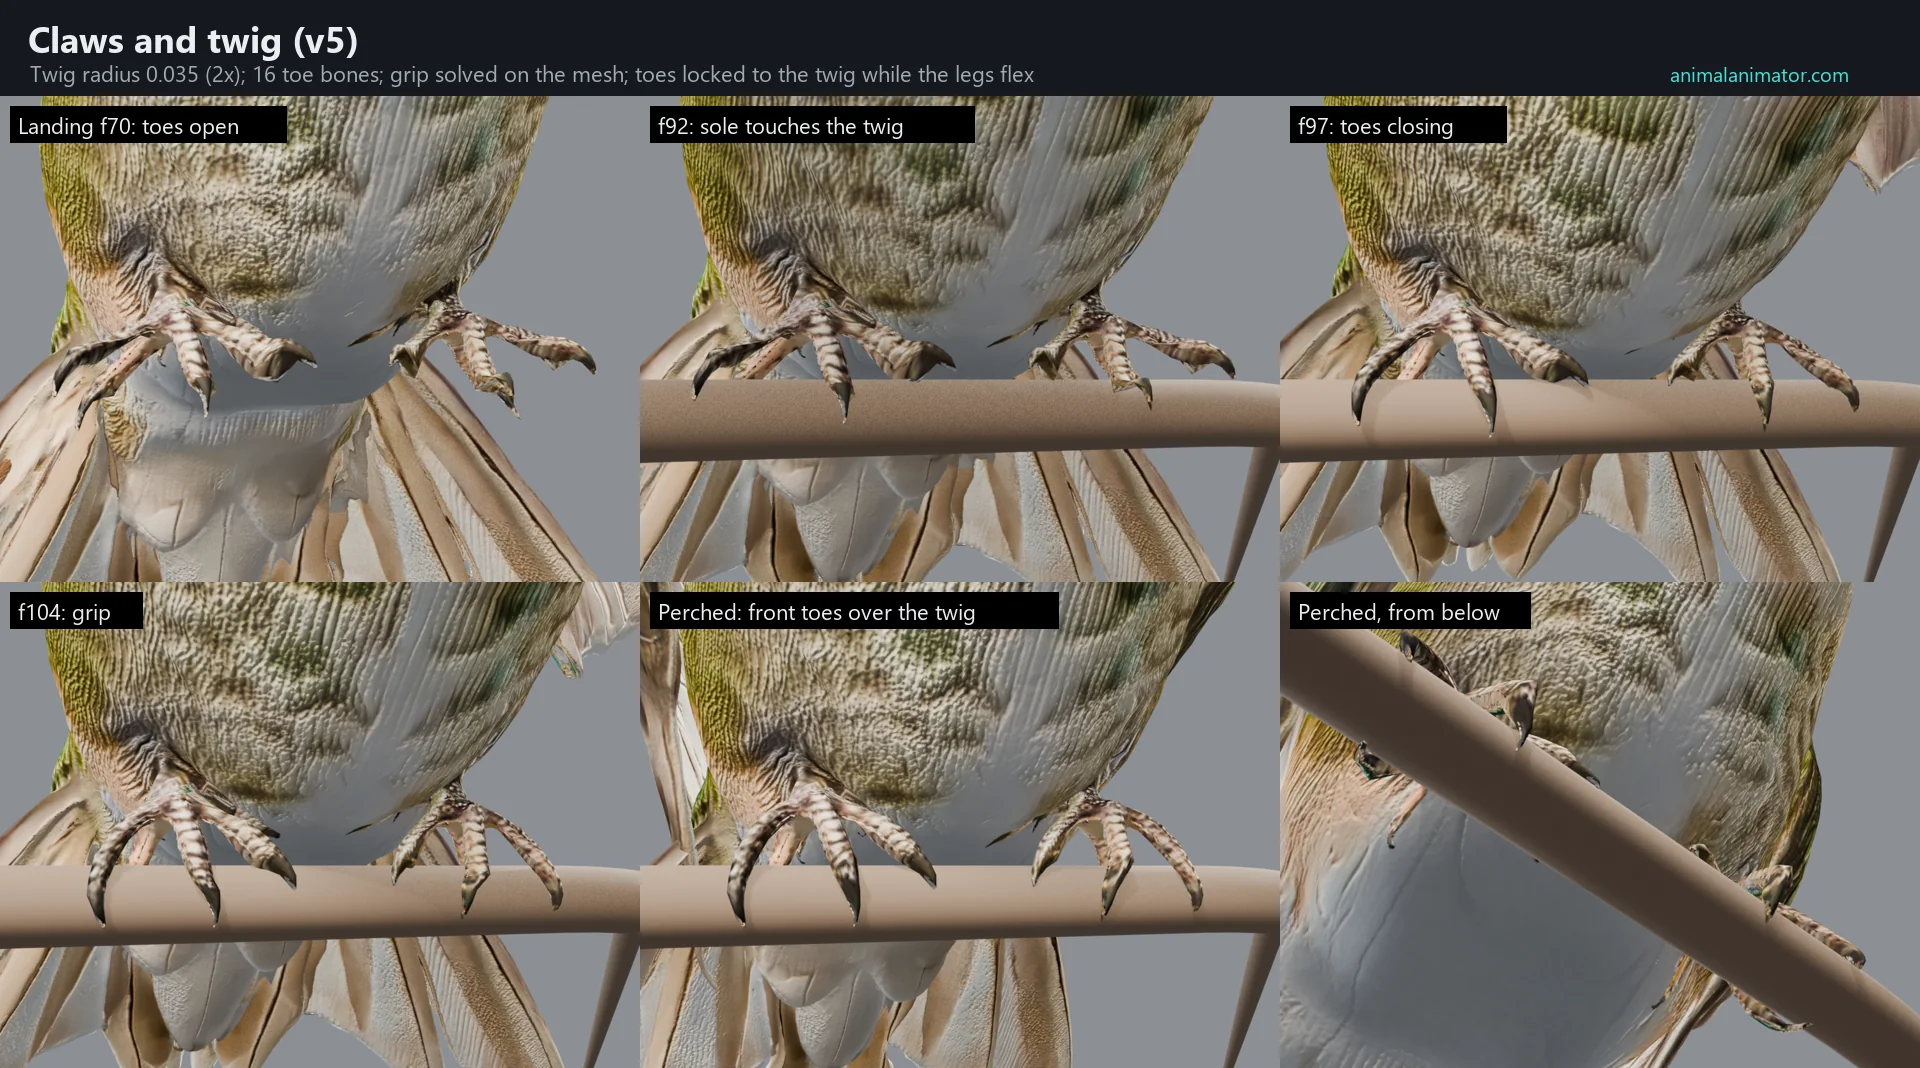 Claws and twig (v5)
Twig radius 0.035 (2x); 16 toe bones; grip solved on the mesh; toes locked to the twig while the legs flex
animalanimator.com
Landing f70: toes open
f92: sole touches the twig
f97: toes closing
f104: grip
Perched: front toes over the twig
Perched, from below